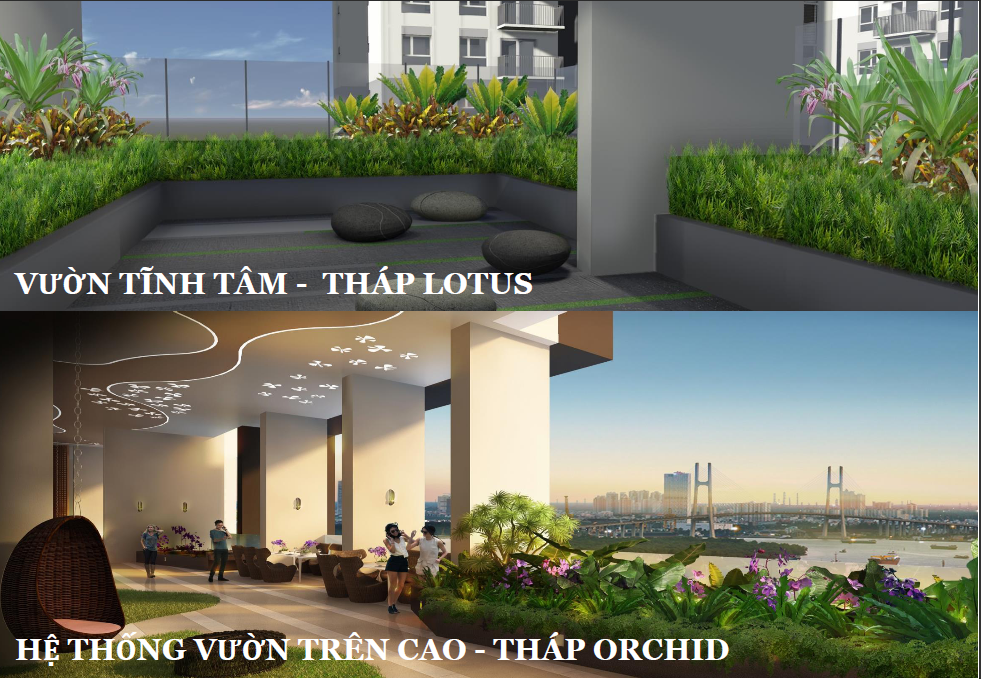 VƯỜN TĨNH TÂM - THÁP LOTUS
HỆ THỐNG VƯỜN TRÊN CAO - THÁP ORCHID